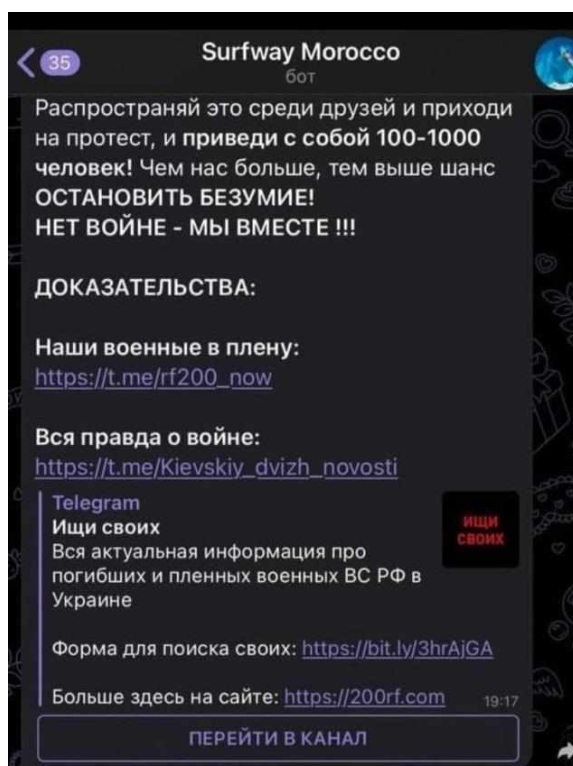 35
Surfway Morocco
бот
Распространяй это среди друзей и приходи
на протест, и приведи с собой 100-1000
человек! Чем нас больше, тем выше шанс
ОСТАНОВИТЬ БЕЗУМИЕ!
НЕТ ВОЙНЕ - МЫ ВМЕСТЕ !!!
ДОКАЗАТЕЛЬСТВА:
Наши военные в плену:
https://t.me/rf200_now
Вся правда о войне:
https://t.me/Kievskiy_dvizh_novosti
Telegram
Ищи своих
ИЩИ
СВОИХ
Вся актуальная информация про
погибших и пленных военных ВС РФ в
Украине
Форма для поиска своих: https://bit.ly/3hrAjGA
Больше здесь на сайте: https://200rf.com
19:17
ПЕРЕЙТИ В КАНАЛ